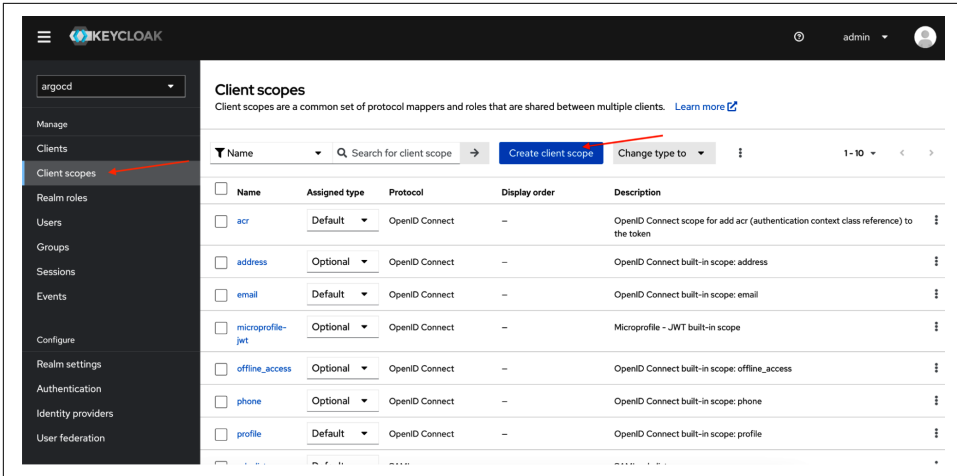 KEYCLOAK
admin
argocd
Manage
Clients
Client scopes
Realm roles
Users
Groups
Sessions
Events
Configure
Realm settings
Authentication
Identity providers
User federation
Client scopes
Client scopes are a common set of protocol mappers and roles that are shared between multiple clients. Learn more
Name Search for client scope Create client scope Change type to 1-10
Name Assigned type Protocol Display order Description
acr Default OpenID Connect – OpenID Connect scope for add acr (authentication context class reference) to
the token
address Optional OpenID Connect – OpenID Connect built-in scope: address
email Default OpenID Connect – OpenID Connect built-in scope: email
microprofile- Optional OpenID Connect – Microprofile - JWT built-in scope
jwt
offline_access Optional OpenID Connect – OpenID Connect built-in scope: offline_access
phone Optional OpenID Connect – OpenID Connect built-in scope: phone
profile Default OpenID Connect – OpenID Connect built-in scope: profile